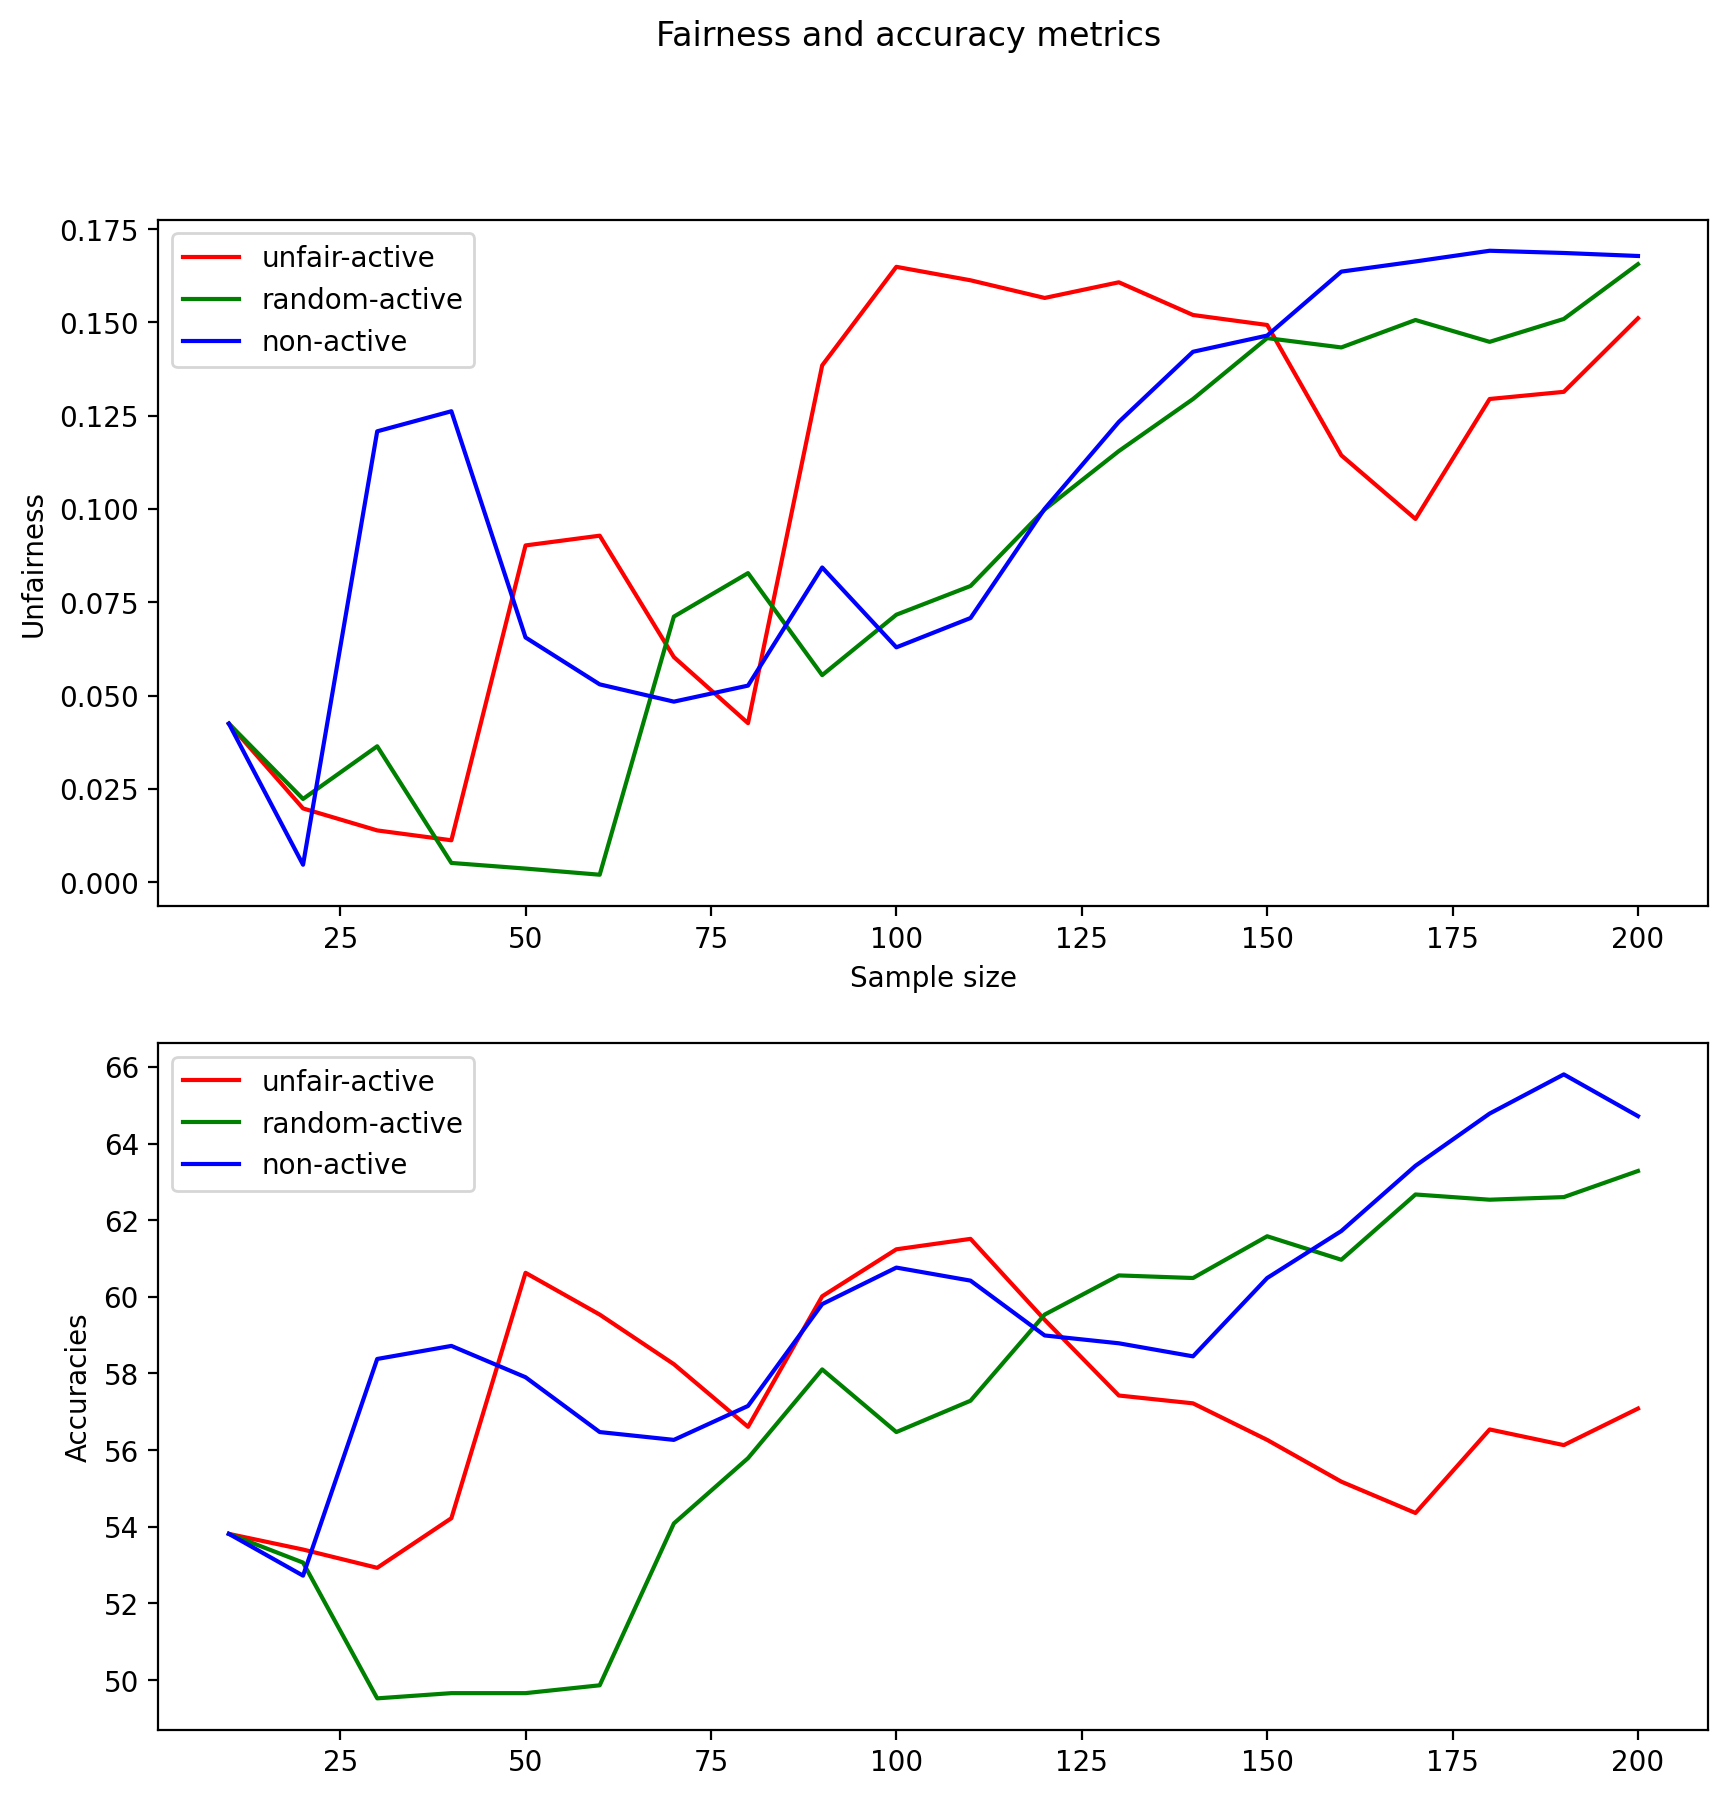 Fairness and accuracy metrics
0.175
0.150
0.125
0.100
0.075
0.050
0.025
0.000
Unfairness
unfair-active
random-active
non-active
25 50 75 100 125 150 175 200
Sample size
66
64
62
60
58
56
54
52
50
Accuracies
unfair-active
random-active
non-active
25 50 75 100 125 150 175 200